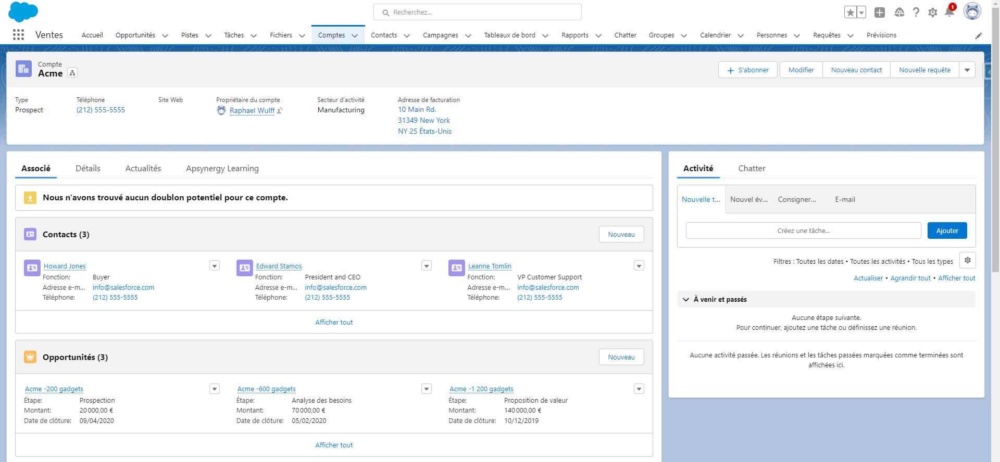 Recherchez...
1
Ventes
Accueil
Opportunités
Pistes
Tâches
Fichiers
Comptes
Contacts
Campagnes
Tableaux de bord
Rapports
Chatter
Groupes
Calendrier
Personnes
Requêtes
Prévisions
Compte
Acme
S'abonner
Modifier
Nouveau contact
Nouvelle requête
Type
Prospect
Téléphone
(212) 555-5555
Site Web
Propriétaire du compte
Raphael Wulff
Secteur d'activité
Manufacturing
Adresse de facturation
10 Main Rd.
31349 New York
NY 2S États-Unis
Associé
Détails
Actualités
Apsynergy Learning
Nous n'avons trouvé aucun doublon potentiel pour ce compte.
Contacts (3)
Nouveau
Howard Jones
Fonction: Buyer
Adresse e-m... info@salesforce.com
Téléphone: (212) 555-5555
Edward Stamos
Fonction: President and CEO
Adresse e-m... info@salesforce.com
Téléphone: (212) 555-5555
Leanne Tomlin
Fonction: VP Customer Support
Adresse e-m... info@salesforce.com
Téléphone: (212) 555-5555
Afficher tout
Opportunités (3)
Nouveau
Acme -200 gadgets
Étape: Prospection
Montant: 20 000,00 €
Date de clôture: 09/04/2020
Acme -600 gadgets
Étape: Analyse des besoins
Montant: 70 000,00 €
Date de clôture: 05/02/2020
Acme -1 200 gadgets
Étape: Proposition de valeur
Montant: 140 000,00 €
Date de clôture: 10/12/2019
Afficher tout
Activité
Chatter
Nouvelle t...
Nouvel év...
Consigner...
E-mail
Créez une tâche...
Ajouter
Filtres : Toutes les dates • Toutes les activités • Tous les types
Actualiser • Agrandir tout • Afficher tout
À venir et passés
Aucune étape suivante.
Pour continuer, ajoutez une tâche ou définissez une réunion.
Aucune activité passée. Les réunions et les tâches passées marquées comme terminées sont
affichées ici.